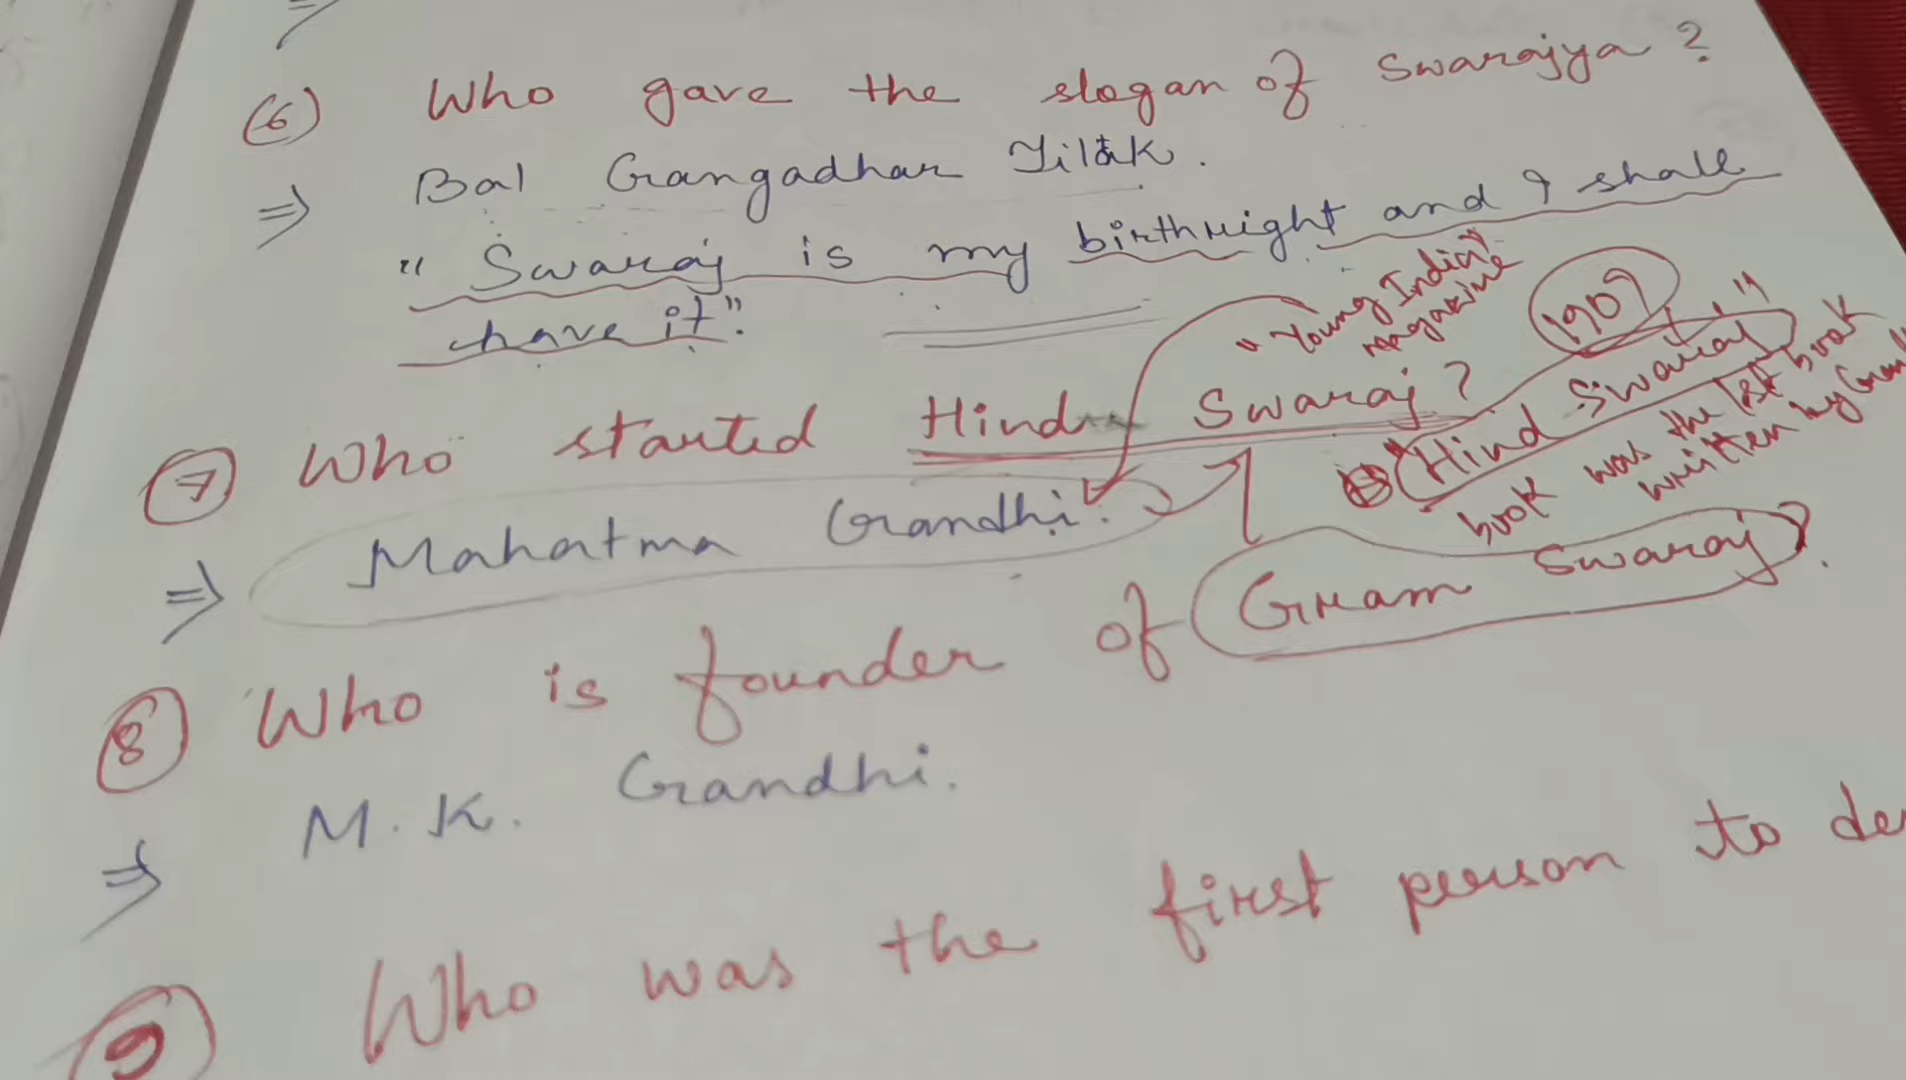 (6) Who gave the slogan of Swarajya?
⇒ Bal Gangadhar Tilak.
"Swaraj is my birthright and I shall
have it".
"Young India"
magazine
1909
(7) Who started Hind Swaraj?
"Hind Swaraj"
book was the 1st book
written by
⇒ Mahatma Gandhi.
(8) Who is founder of Gram Swaraj?
⇒ M.K. Gandhi.
(9) Who was the first person to